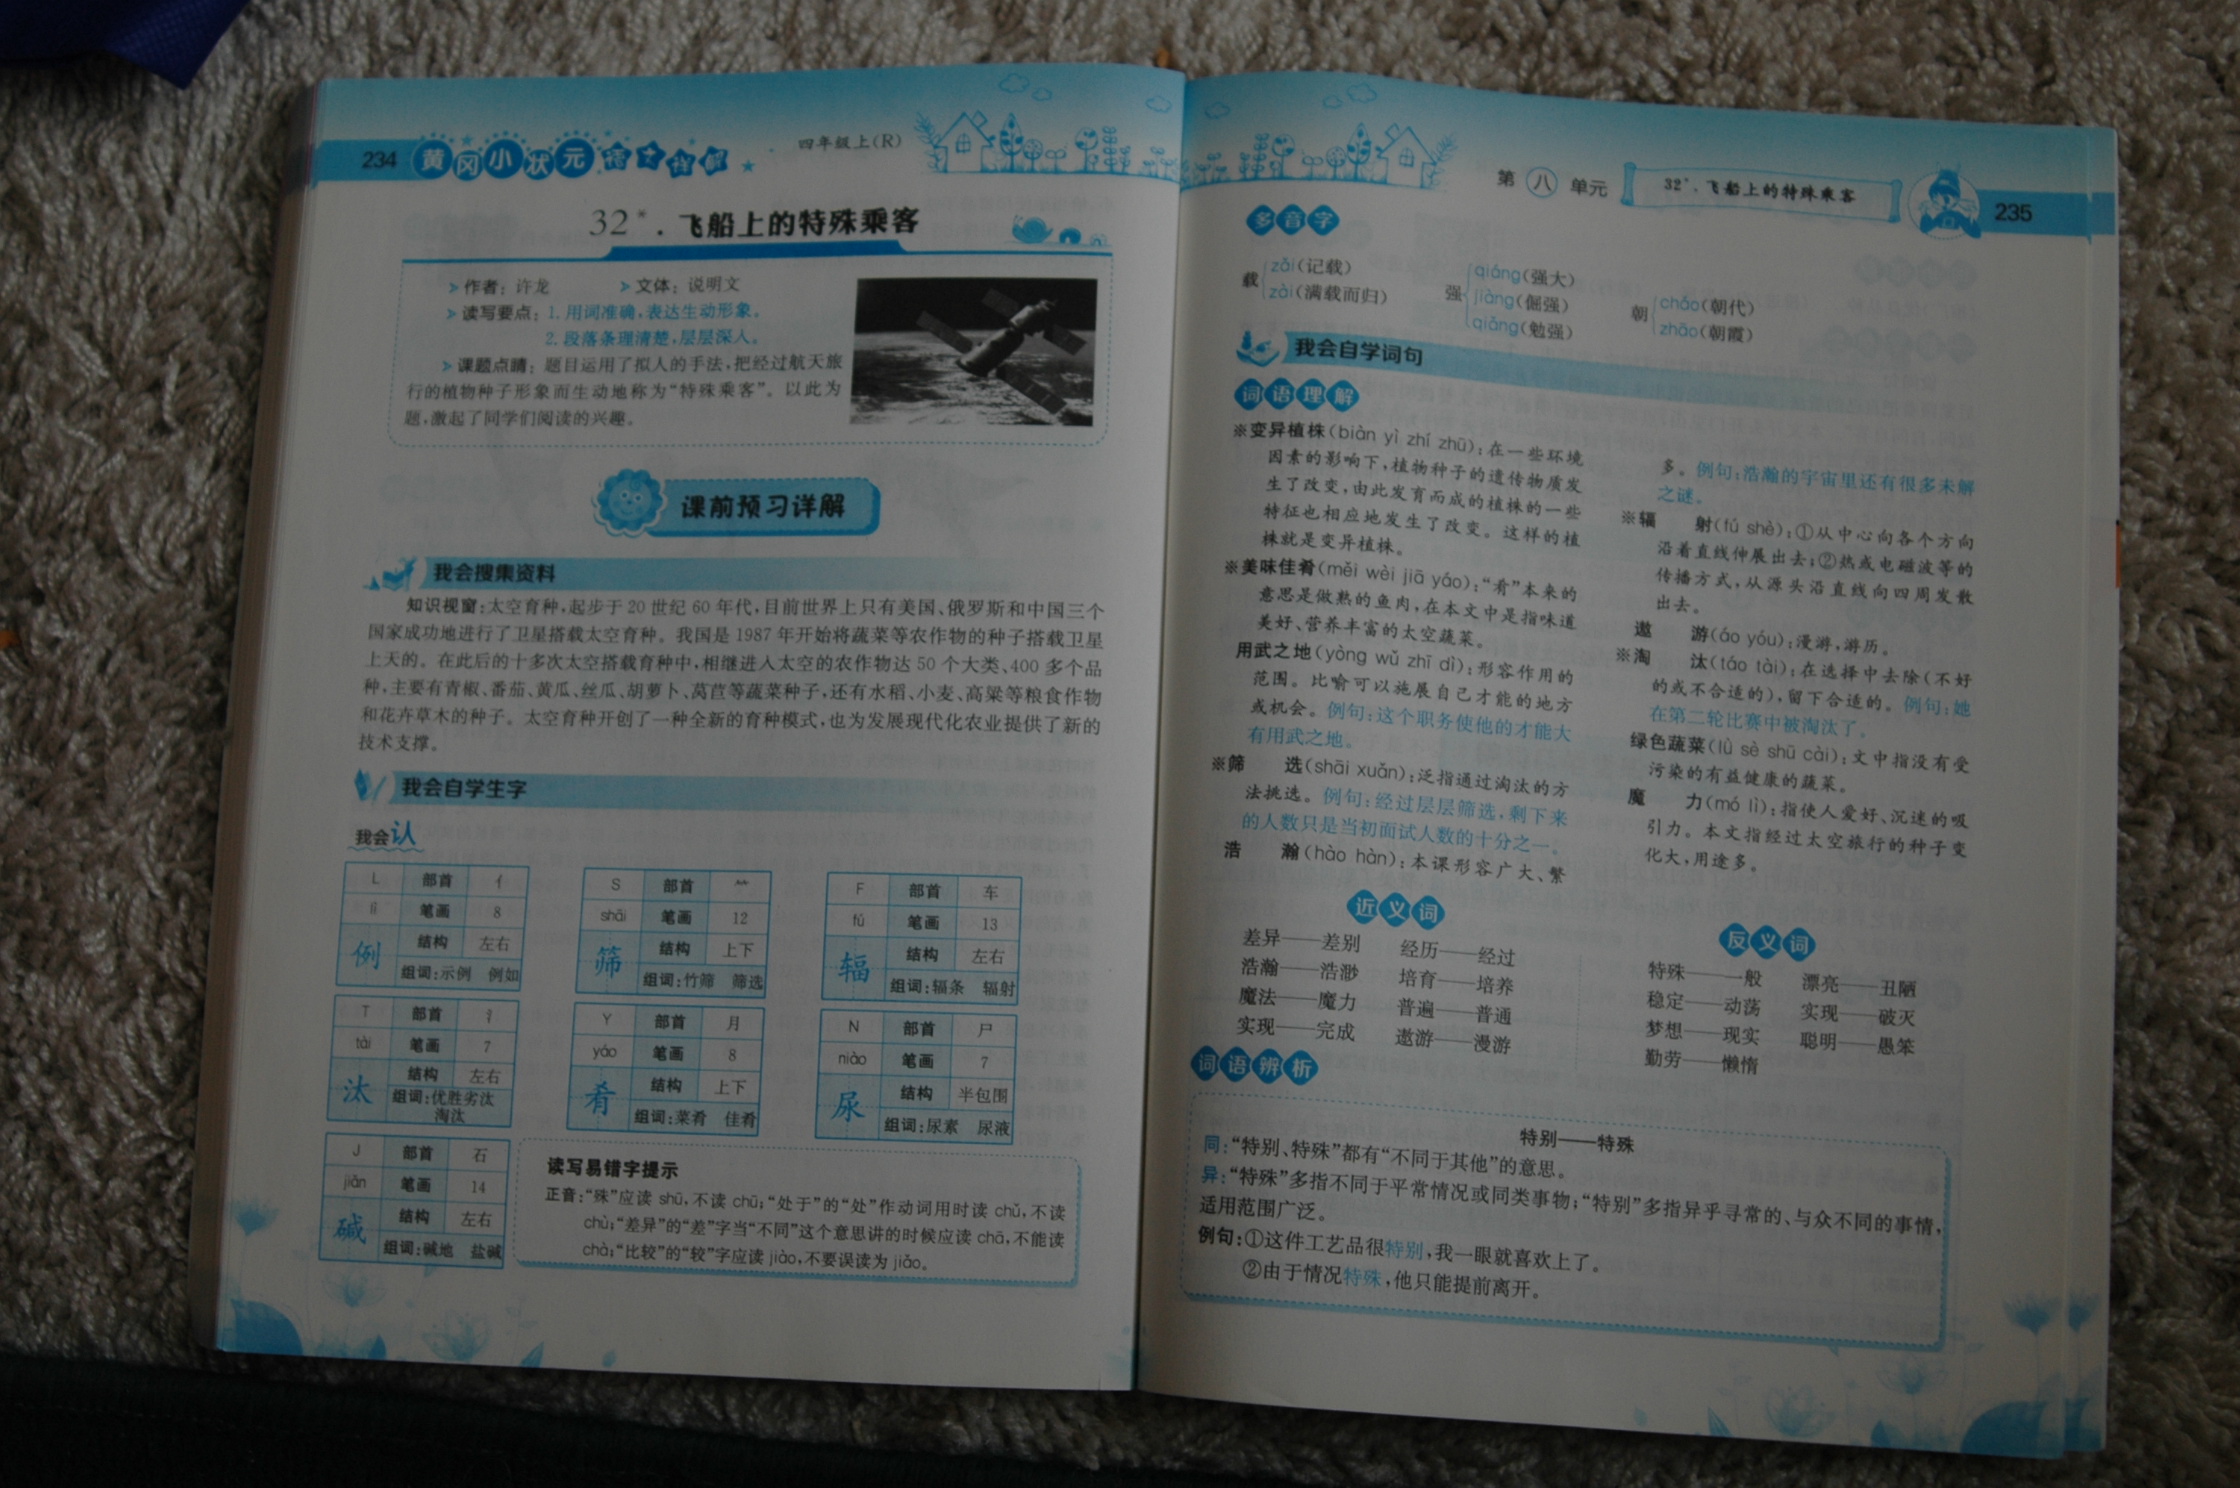 234 黄冈小状元 详解 四年级上(R)
32*.飞船上的特殊乘客
> 作者:许龙 > 文体:说明文
> 读写要点:1.用词准确,表达生动形象。
2.段落条理清楚,层层深入。
> 课题点睛:题目运用了拟人的手法,把经过航天旅
行的植物种子形象而生动地称为“特殊乘客”。以此为
题,激起了同学们阅读的兴趣。
课前预习详解
我会搜集资料
知识视窗:太空育种,起步于20世纪60年代,目前世界上只有美国、俄罗斯和中国三个
国家成功地进行了卫星搭载太空育种。我国是1987年开始将蔬菜等农作物的种子搭载卫星
上天的。在此后的十多次太空搭载育种中,相继进入太空的农作物达50个大类、400多个品
种,主要有青椒、番茄、黄瓜、丝瓜、胡萝卜、莴苣等蔬菜种子,还有水稻、小麦、高粱等粮食作物
和花卉草木的种子。太空育种开创了一种全新的育种模式,也为发展现代化农业提供了新的
技术支撑。
我会自学生字
我会认
L 部首 亻
lì 笔画 8
例 结构 左右
组词:示例 例如
S 部首 ⺮
shāi 笔画 12
筛 结构 上下
组词:竹筛 筛选
F 部首 车
fú 笔画 13
辐 结构 左右
组词:辐条 辐射
T 部首 氵
tài 笔画 7
汰 结构 左右
组词:优胜劣汰
淘汰
Y 部首 月
yáo 笔画 8
肴 结构 上下
组词:菜肴 佳肴
N 部首 尸
niào 笔画 7
尿 结构 半包围
组词:尿素 尿液
J 部首 石
jiǎn 笔画 14
碱 结构 左右
组词:碱地 盐碱
读写易错字提示
正音:“殊”应读 shū,不读 chū;“处于”的“处”作动词用时读 chǔ,不读
chù;“差异”的“差”字当“不同”这个意思讲的时候应读 chā,不能读
chà;“比较”的“较”字应读 jiào,不要误读为 jiǎo。
第八单元 32*.飞船上的特殊乘客 235
多音字
载 zǎi(记载)
zài(满载而归)
强 qiáng(强大)
jiàng(倔强)
qiǎng(勉强)
朝 cháo(朝代)
zhāo(朝霞)
我会自学词句
词语理解
※变异植株(biàn yì zhí zhū):在一些环境
因素的影响下,植物种子的遗传物质发
生了改变,由此发育而成的植株的一些
特征也相应地发生了改变。这样的植
株就是变异植株。
※美味佳肴(měi wèi jiā yáo):“肴”本来的
意思是做熟的鱼肉,在本文中是指味道
美好、营养丰富的太空蔬菜。
用武之地(yòng wǔ zhī dì):形容作用的
范围。比喻可以施展自己才能的地方
或机会。例句:这个职务使他的才能大
有用武之地。
※筛 选(shāi xuǎn):泛指通过淘汰的方
法挑选。例句:经过层层筛选,剩下来
的人数只是当初面试人数的十分之一。
浩 瀚(hào hàn):本课形容广大、繁
多。例句:浩瀚的宇宙里还有很多未解
之谜。
※辐 射(fú shè):①从中心向各个方向
沿着直线伸展出去;②热或电磁波等的
传播方式,从源头沿直线向四周发散
出去。
遨 游(áo yóu):漫游,游历。
※淘 汰(táo tài):在选择中去除(不好
的或不合适的),留下合适的。例句:她
在第二轮比赛中被淘汰了。
绿色蔬菜(lǜ sè shū cài):文中指没有受
污染的有益健康的蔬菜。
魔 力(mó lì):指使人爱好、沉迷的吸
引力。本文指经过太空旅行的种子变
化大,用途多。
近义词
差异——差别 经历——经过
浩瀚——浩渺 培育——培养
魔法——魔力 普遍——普通
实现——完成 遨游——漫游
反义词
特殊——一般 漂亮——丑陋
稳定——动荡 实现——破灭
梦想——现实 聪明——愚笨
勤劳——懒惰
词语辨析
特别——特殊
同:“特别、特殊”都有“不同于其他”的意思。
异:“特殊”多指不同于平常情况或同类事物;“特别”多指异乎寻常的、与众不同的事情,
适用范围广泛。
例句:①这件工艺品很特别,我一眼就喜欢上了。
②由于情况特殊,他只能提前离开。